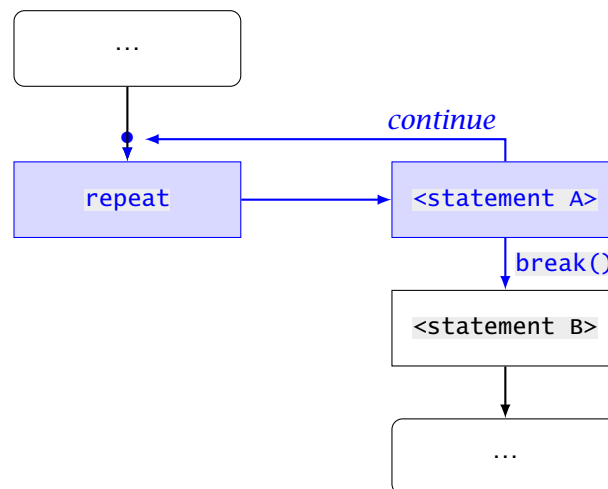 ...
continue
repeat
<statement A>
break()
<statement B>
...